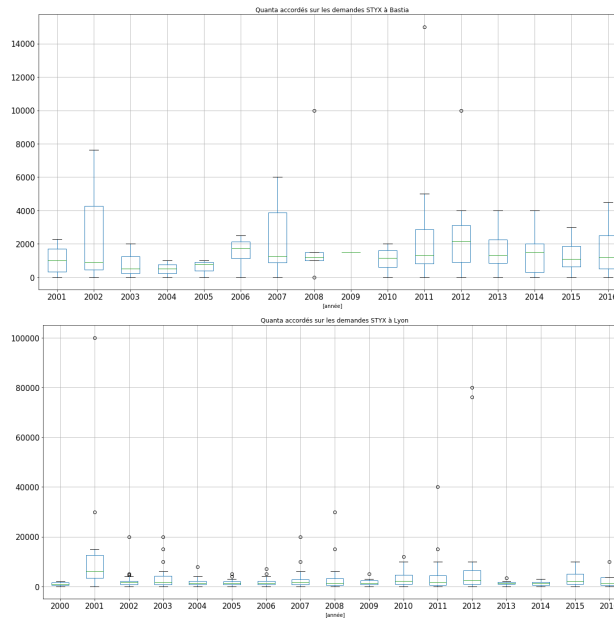 Quanta accordés sur les demandes STYX à Bastia
14000
12000
10000
8000
6000
4000
2000
0
2001 2002 2003 2004 2005 2006 2007 2008 2009 2010 2011 2012 2013 2014 2015 2016
[année]
Quanta accordés sur les demandes STYX à Lyon
100000
80000
60000
40000
20000
0
2000 2001 2002 2003 2004 2005 2006 2007 2008 2009 2010 2011 2012 2013 2014 2015
[année]